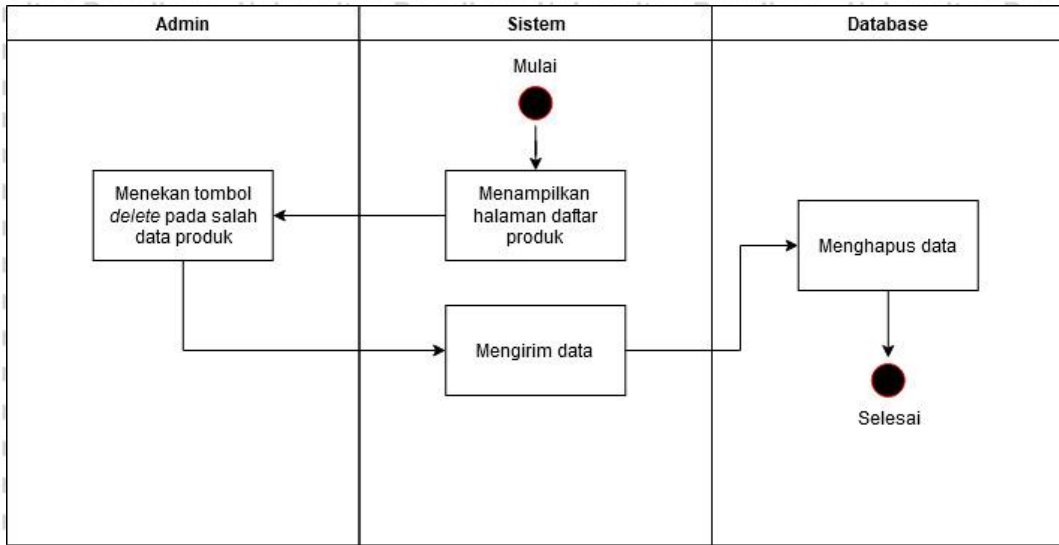 Admin
Sistem
Database
Mulai
Menampilkan
halaman daftar
produk
Menekan tombol
delete pada salah
data produk
Mengirim data
Menghapus data
Selesai